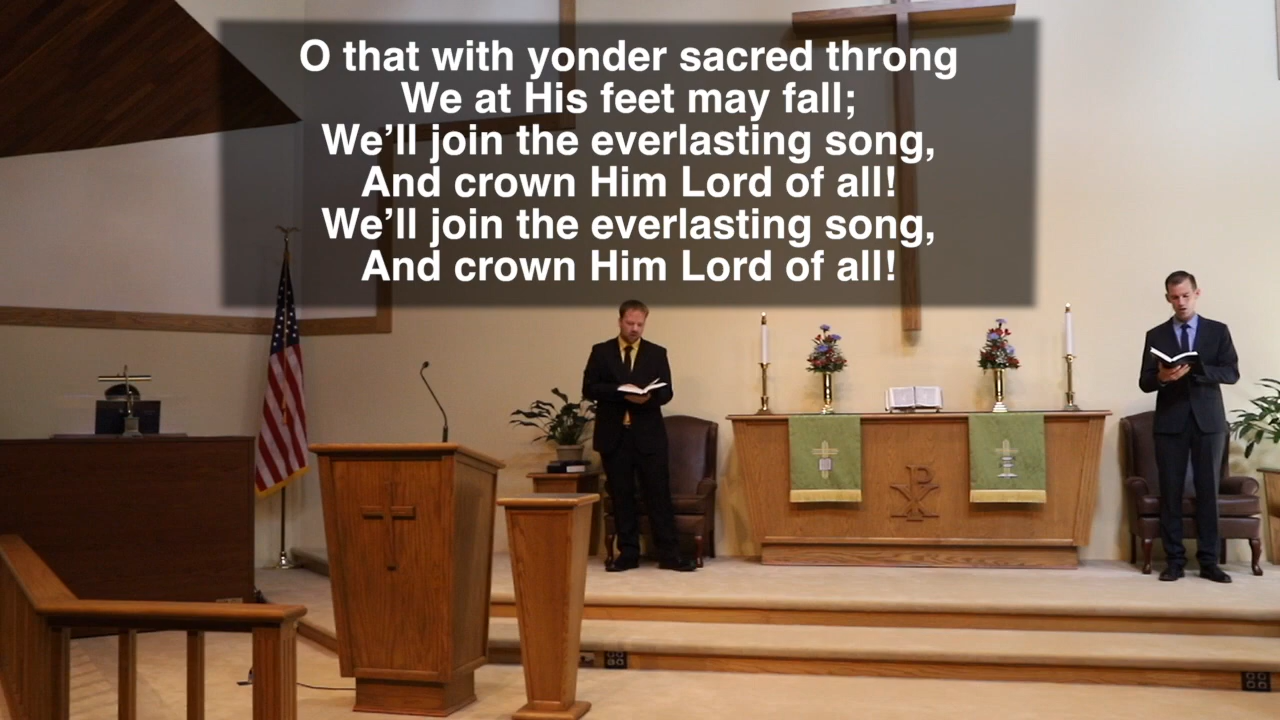 O that with yonder sacred throng
We at His feet may fall;
We’ll join the everlasting song,
And crown Him Lord of all!
We’ll join the everlasting song,
And crown Him Lord of all!